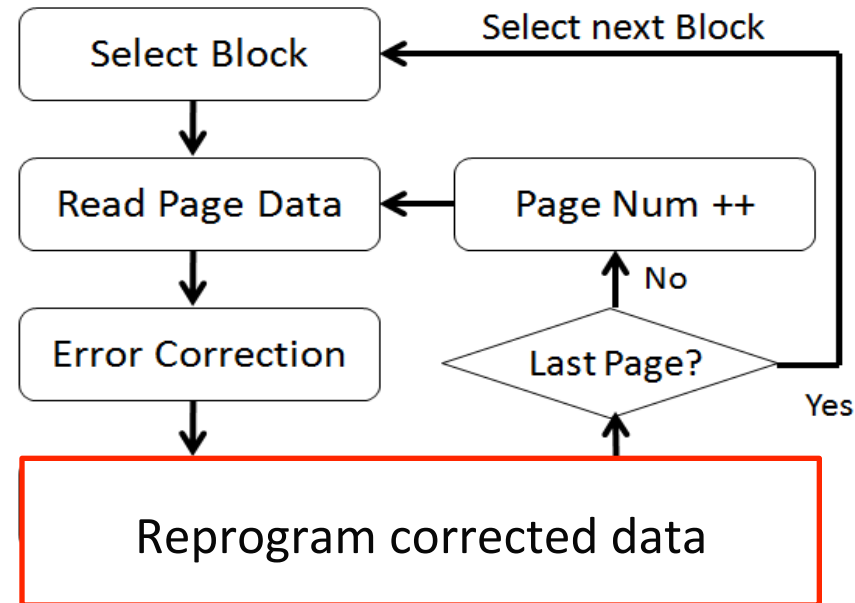 Select next Block
Select Block
Read Page Data
Page Num ++
No
Error Correction
Last Page?
Yes
Reprogram corrected data